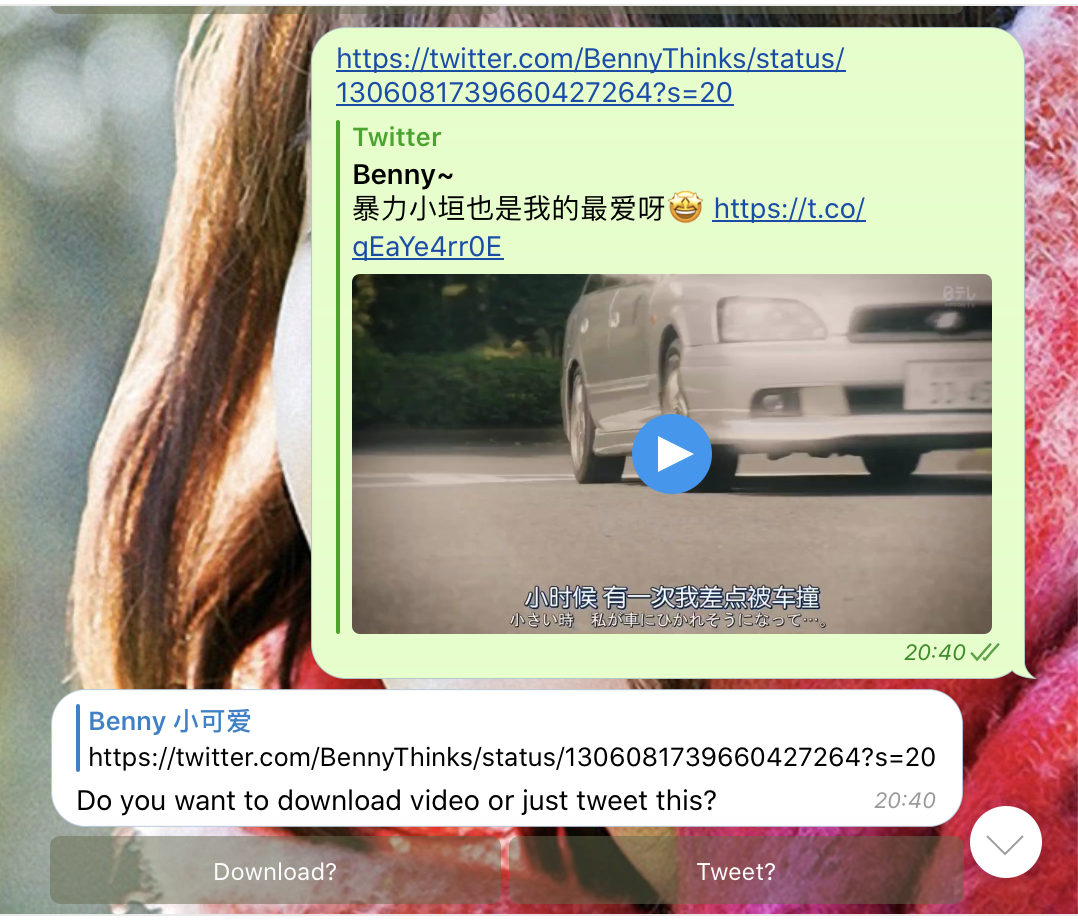 https://twitter.com/BennyThinks/status/
1306081739660427264?s=20
Twitter
Benny~
暴力小垣也是我的最爱呀🤩 https://t.co/
qEaYe4rr0E
日テレ
小时候 有一次我差点被车撞
小さい時 私が車にひかれそうになって…。
20:40
Benny 小可爱
https://twitter.com/BennyThinks/status/1306081739660427264?s=20
Do you want to download video or just tweet this?
20:40
Download?
Tweet?